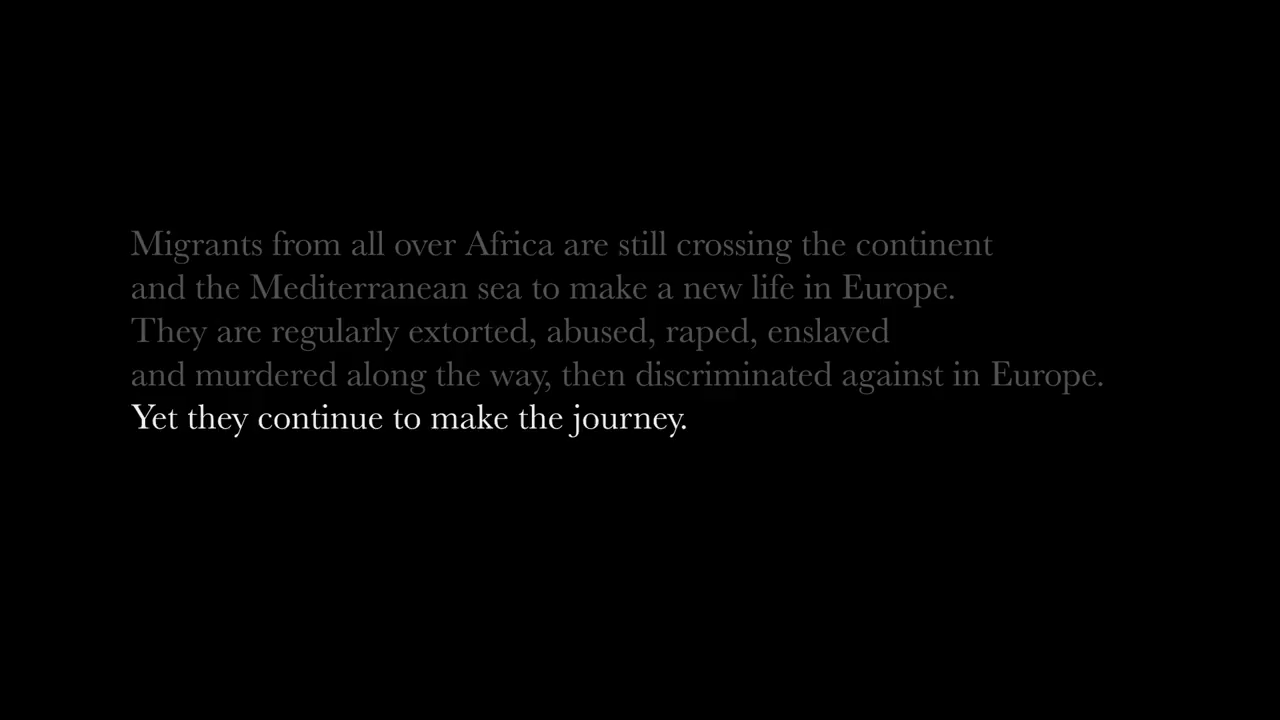 Migrants from all over Africa are still crossing the continent
and the Mediterranean sea to make a new life in Europe.
They are regularly extorted, abused, raped, enslaved
and murdered along the way, then discriminated against in Europe.
Yet they continue to make the journey.